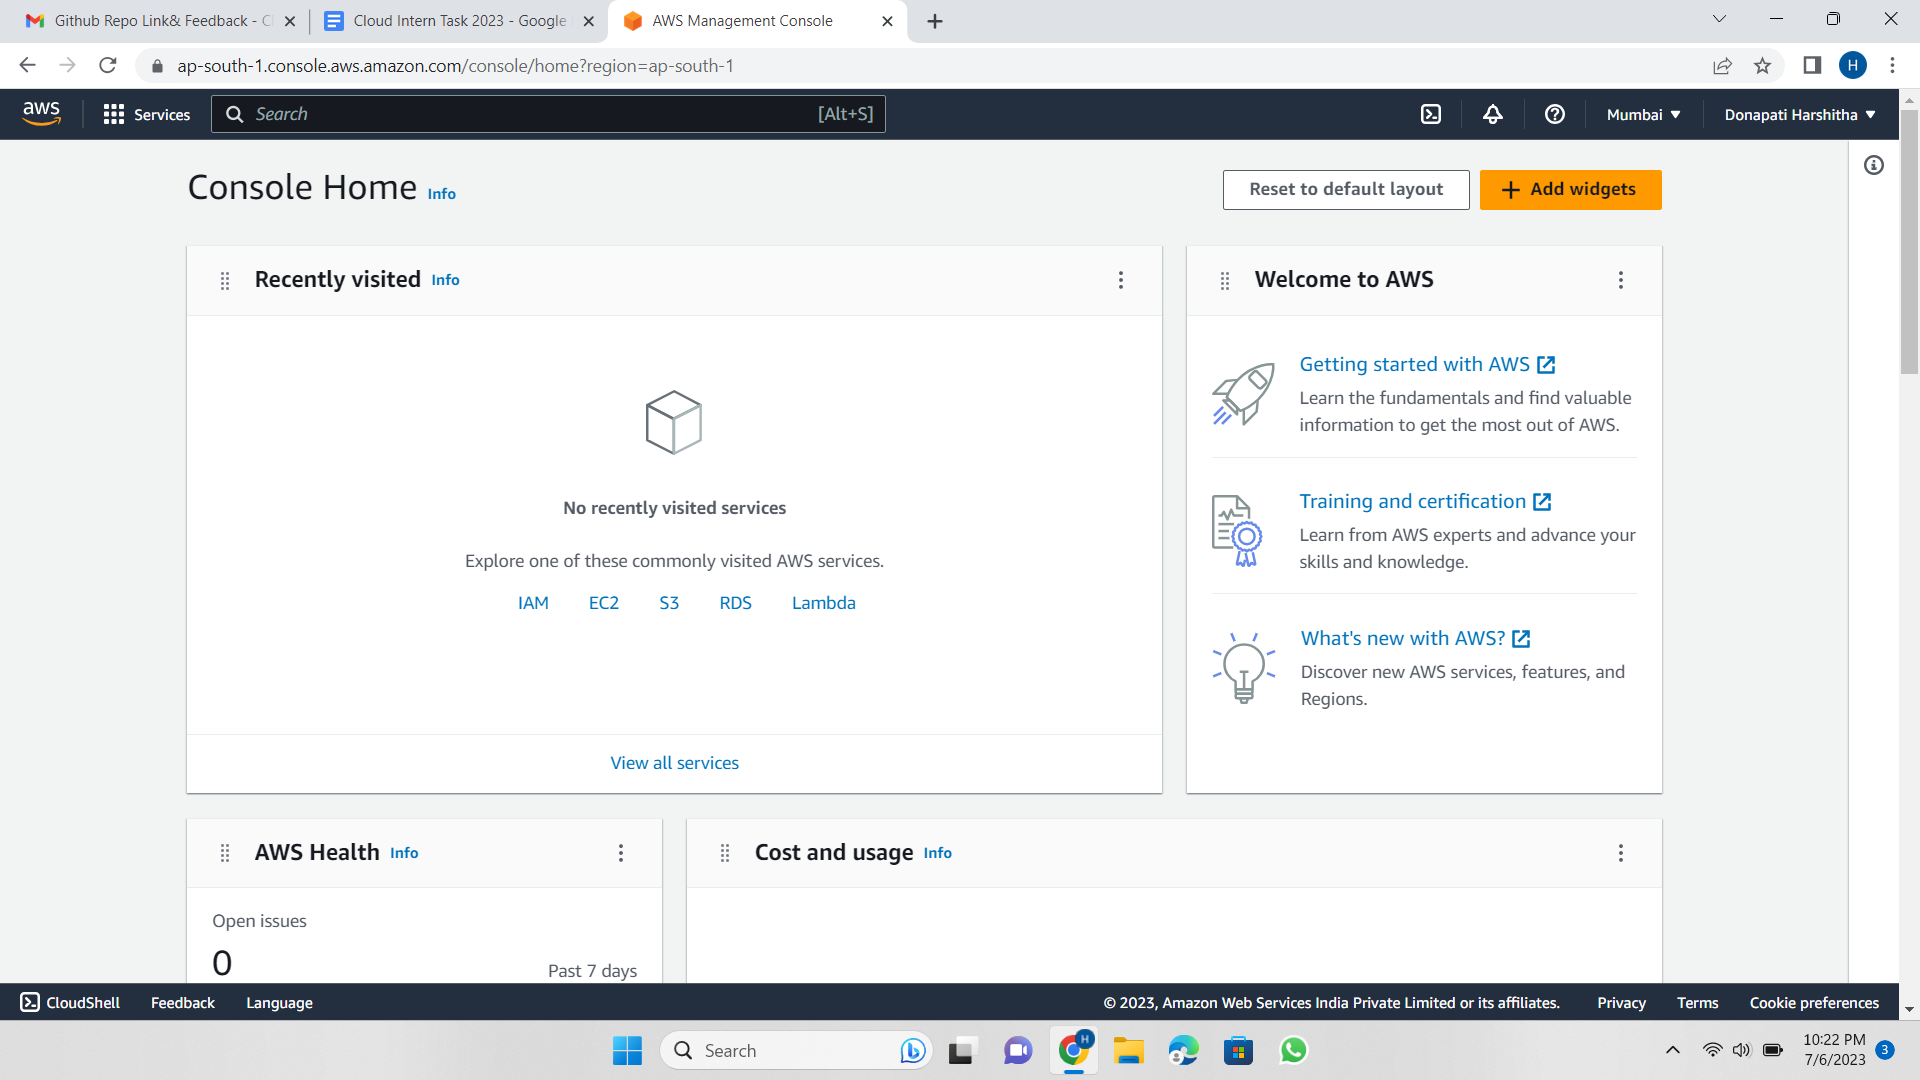 Github Repo Link& Feedback - C
Cloud Intern Task 2023 - Google
AWS Management Console
ap-south-1.console.aws.amazon.com/console/home?region=ap-south-1
H
aws
Services
Search
[Alt+S]
Mumbai
Donapati Harshitha
Console Home Info
Reset to default layout
Add widgets
Recently visited Info
No recently visited services
Explore one of these commonly visited AWS services.
IAM EC2 S3 RDS Lambda
View all services
Welcome to AWS
Getting started with AWS
Learn the fundamentals and find valuable
information to get the most out of AWS.
Training and certification
Learn from AWS experts and advance your
skills and knowledge.
What's new with AWS?
Discover new AWS services, features, and
Regions.
AWS Health Info
Open issues
0
Past 7 days
Cost and usage Info
CloudShell
Feedback
Language
© 2023, Amazon Web Services India Private Limited or its affiliates.
Privacy
Terms
Cookie preferences
Search
H
10:22 PM
7/6/2023
3